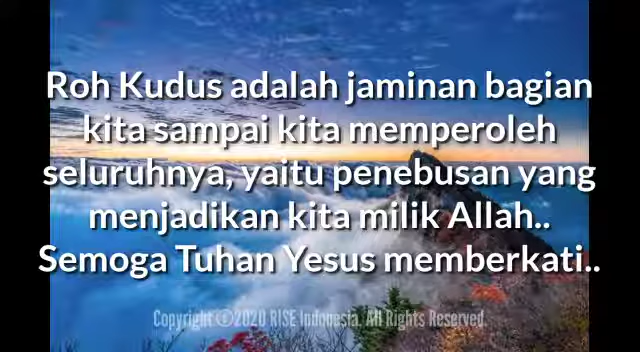 Roh Kudus adalah jaminan bagian
kita sampai kita memperoleh
seluruhnya, yaitu penebusan yang
menjadikan kita milik Allah..
Semoga Tuhan Yesus memberkati..
Copyright ©2020 RISE Indonesia. All Rights Reserved.